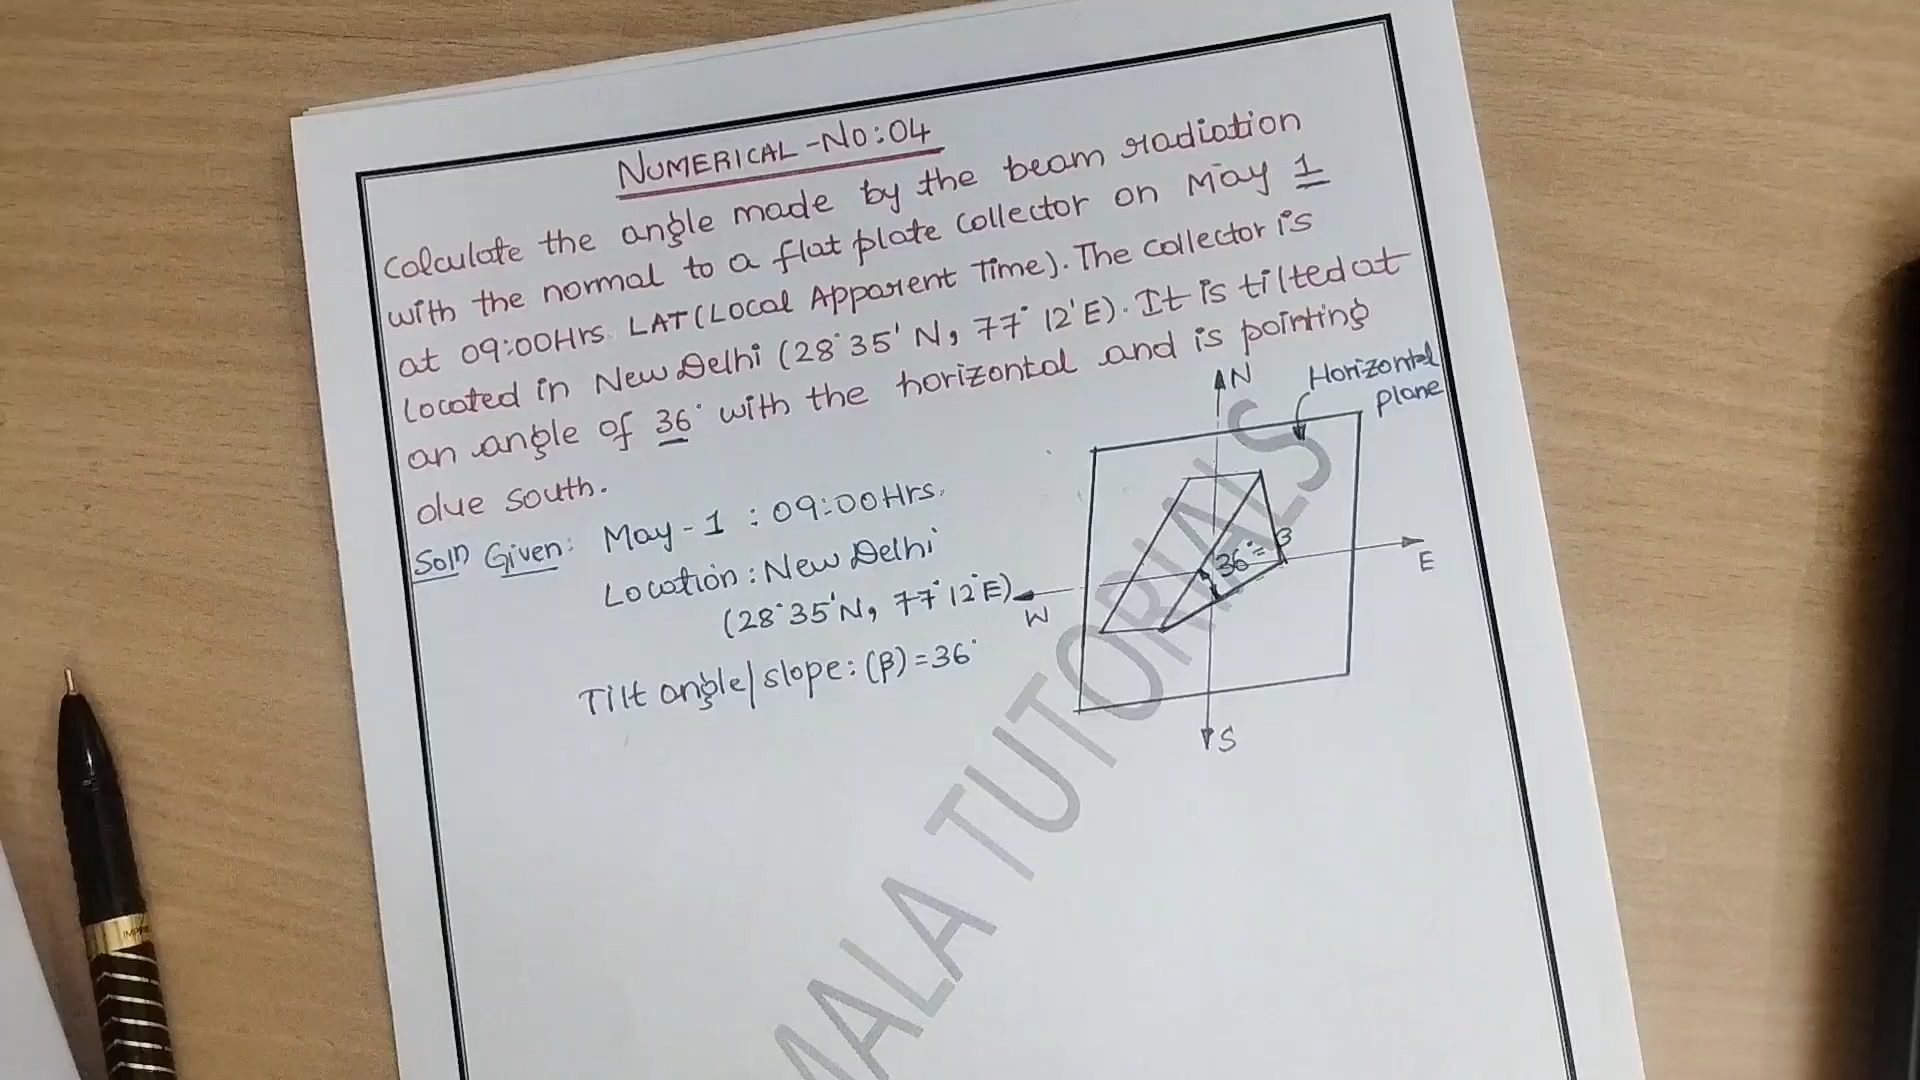 NUMERICAL-NO:04
Calculate the angle made by the beam radiation
with the normal to a flat plate collector on May 1
at 09:00Hrs LAT (Local Apparent Time). The collector is
Located in New Delhi (28°35'N, 77°12'E). It is tilted at
an angle of 36° with the horizontal and is pointing
due south.
Soln Given: May-1 : 09:00Hrs.
Location: New Delhi
(28°35'N, 77°12'E)
Tilt angle/slope: (β) = 36°
N
Horizontal
plane
36° = β
E
W
S
MALA TUTORIALS